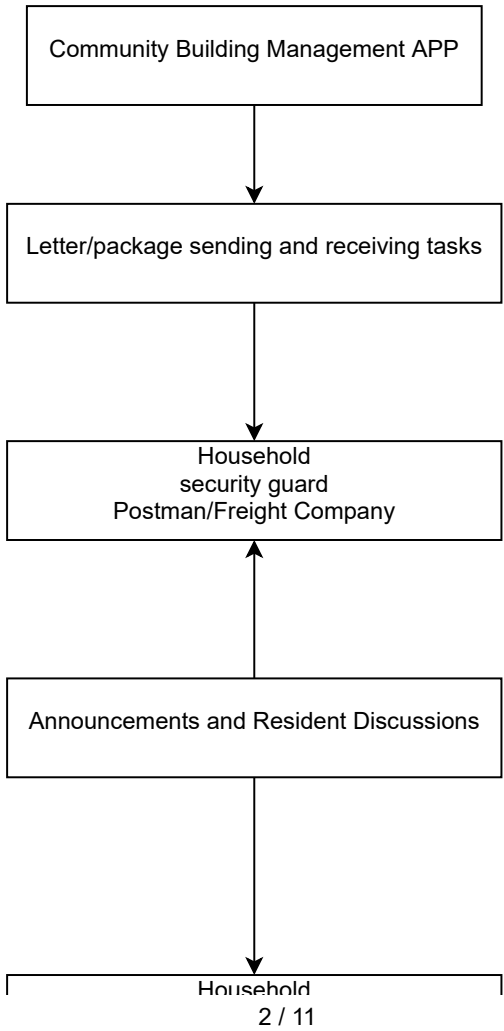 Community Building Management APP
Letter/package sending and receiving tasks
Household
security guard
Postman/Freight Company
Announcements and Resident Discussions
Household
2 / 11